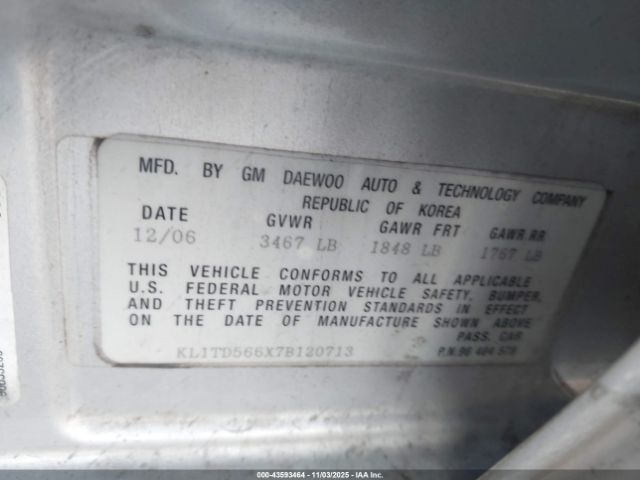 MFD. BY GM DAEWOO AUTO & TECHNOLOGY COMPANY
REPUBLIC OF KOREA
DATE GVWR GAWR FRT GAWR RR
12/06 3467 LB 1848 LB 1767 LB
THIS VEHICLE CONFORMS TO ALL APPLICABLE
U.S. FEDERAL MOTOR VEHICLE SAFETY, BUMPER,
AND THEFT PREVENTION STANDARDS IN EFFECT
ON THE DATE OF MANUFACTURE SHOWN ABOVE
PASS. CAR
KL1TD566X7B120713 P.N.96 484 578
000-43593464 - 11/03/2025 - IAA Inc.